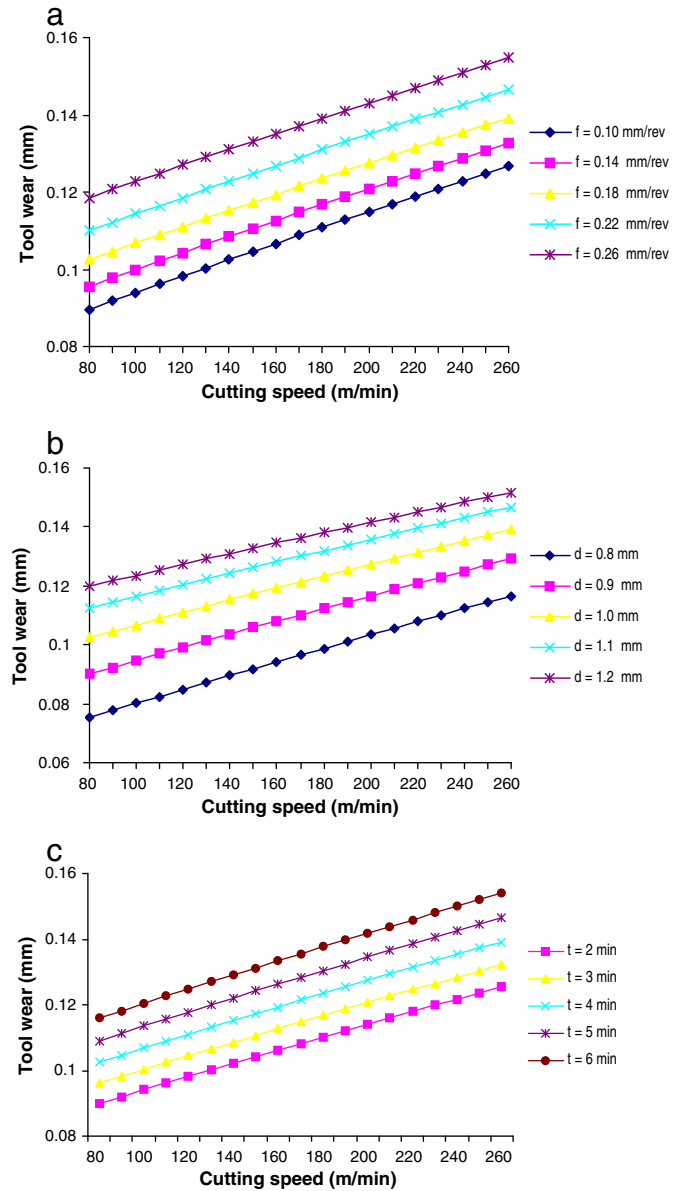 a
0.16
0.14
0.12
0.1
0.08
Tool wear (mm)
80 100 120 140 160 180 200 220 240 260
Cutting speed (m/min)
f = 0.10 mm/rev
f = 0.14 mm/rev
f = 0.18 mm/rev
f = 0.22 mm/rev
f = 0.26 mm/rev
b
0.16
0.14
0.12
0.1
0.08
0.06
Tool wear (mm)
80 100 120 140 160 180 200 220 240 260
Cutting speed (m/min)
d = 0.8 mm
d = 0.9 mm
d = 1.0 mm
d = 1.1 mm
d = 1.2 mm
c
0.16
0.14
0.12
0.1
0.08
Tool wear (mm)
80 100 120 140 160 180 200 220 240 260
Cutting speed (m/min)
t = 2 min
t = 3 min
t = 4 min
t = 5 min
t = 6 min